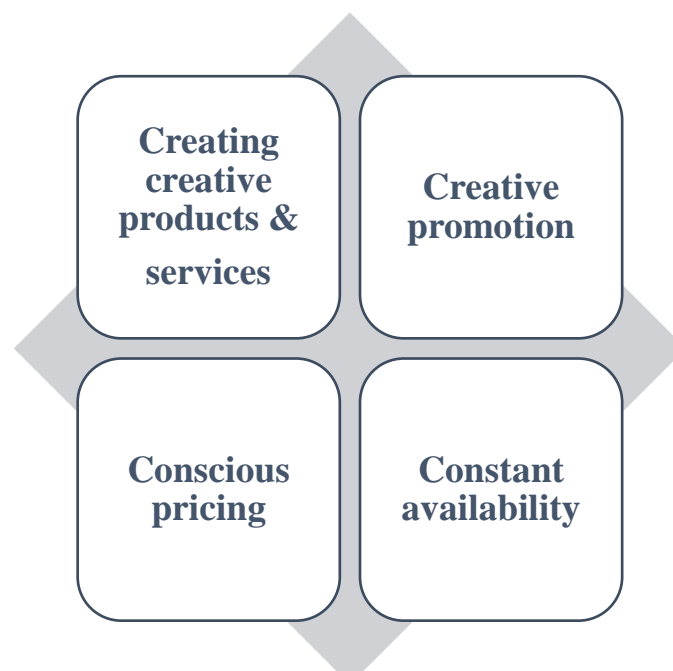 Creating
creative
products &
services
Creative
promotion
Conscious
pricing
Constant
availability